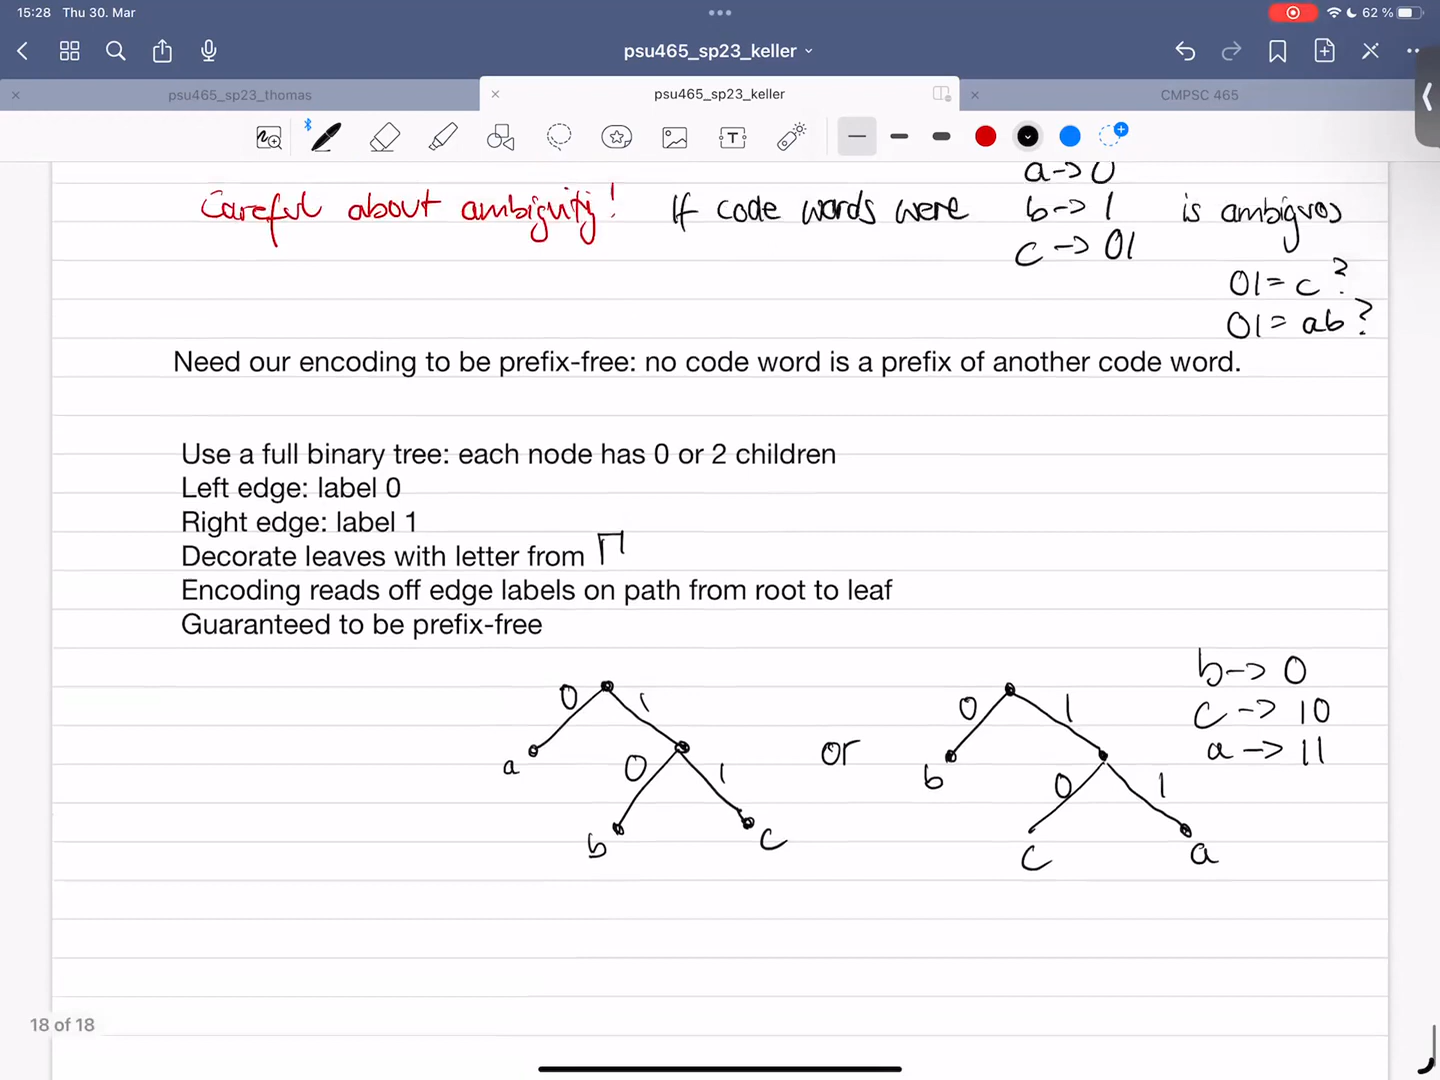 15:28 Thu 30. Mar
62 %
psu465_sp23_keller
psu465_sp23_thomas
psu465_sp23_keller
CMPSC 465
a -> 0
Careful about ambiguity! If code words were b -> 1 is ambiguos
c -> 01
01 = c ?
01 = ab ?
Need our encoding to be prefix-free: no code word is a prefix of another code word.
Use a full binary tree: each node has 0 or 2 children
Left edge: label 0
Right edge: label 1
Decorate leaves with letter from Γ
Encoding reads off edge labels on path from root to leaf
Guaranteed to be prefix-free
b -> 0
0 1 0 1 c -> 10
a 0 1 or b 0 1 a -> 11
b c c a
18 of 18